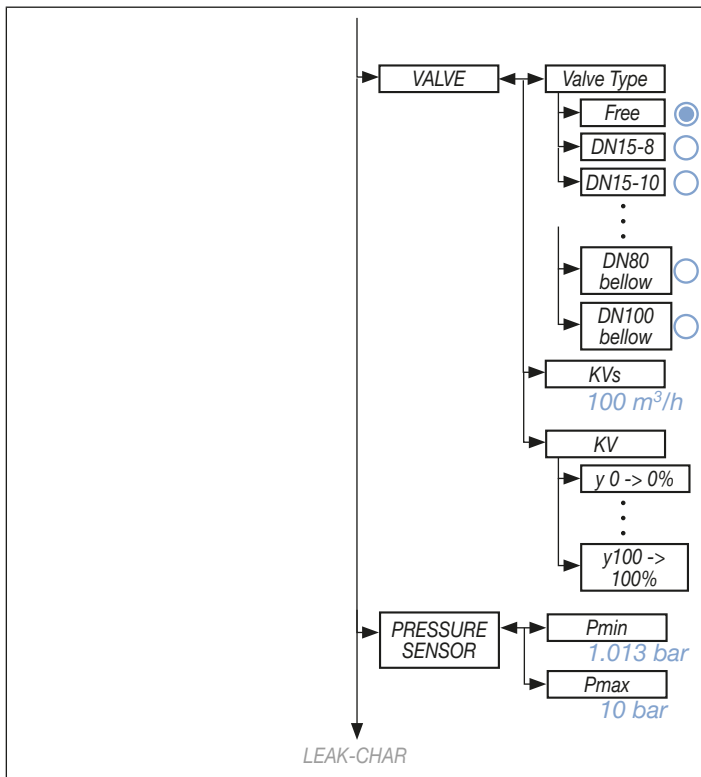 VALVE
Valve Type
Free
DN15-8
DN15-10
DN80
bellow
DN100
bellow
KVs
100 m³/h
KV
y 0 -> 0%
y100 ->
100%
PRESSURE
SENSOR
Pmin
1.013 bar
Pmax
10 bar
LEAK-CHAR